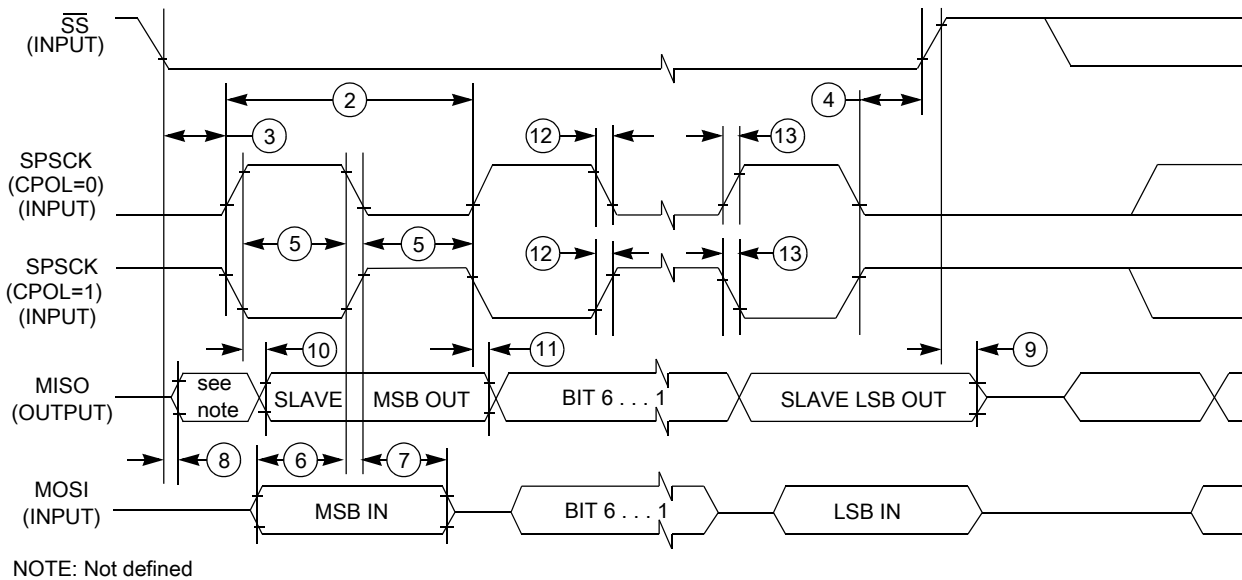 SS
(INPUT)
2
4
3
12
13
SPSCK
(CPOL=0)
(INPUT)
5
5
SPSCK
(CPOL=1)
(INPUT)
12
13
10
11
9
MISO
(OUTPUT)
see
note
SLAVE
MSB OUT
BIT 6 . . . 1
SLAVE LSB OUT
8
6
7
MOSI
(INPUT)
MSB IN
BIT 6 . . . 1
LSB IN
NOTE: Not defined